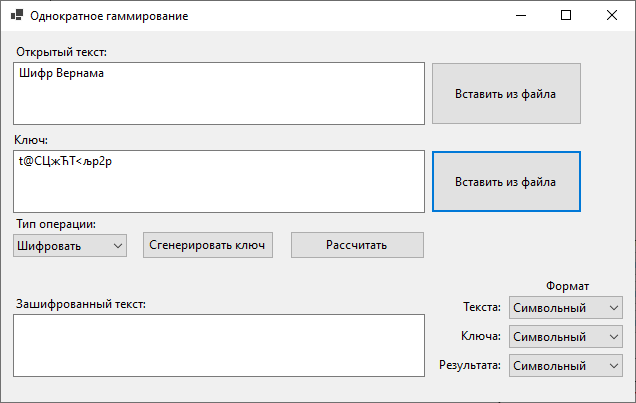 Однократное гаммирование
Открытый текст:
Шифр Вернама
Вставить из файла
Ключ:
t@СЦжЂТ<љр2р
Вставить из файла
Тип операции:
Шифровать
Сгенерировать ключ
Рассчитать
Формат
Зашифрованный текст:
Текста:
Символьный
Ключа:
Символьный
Результата:
Символьный